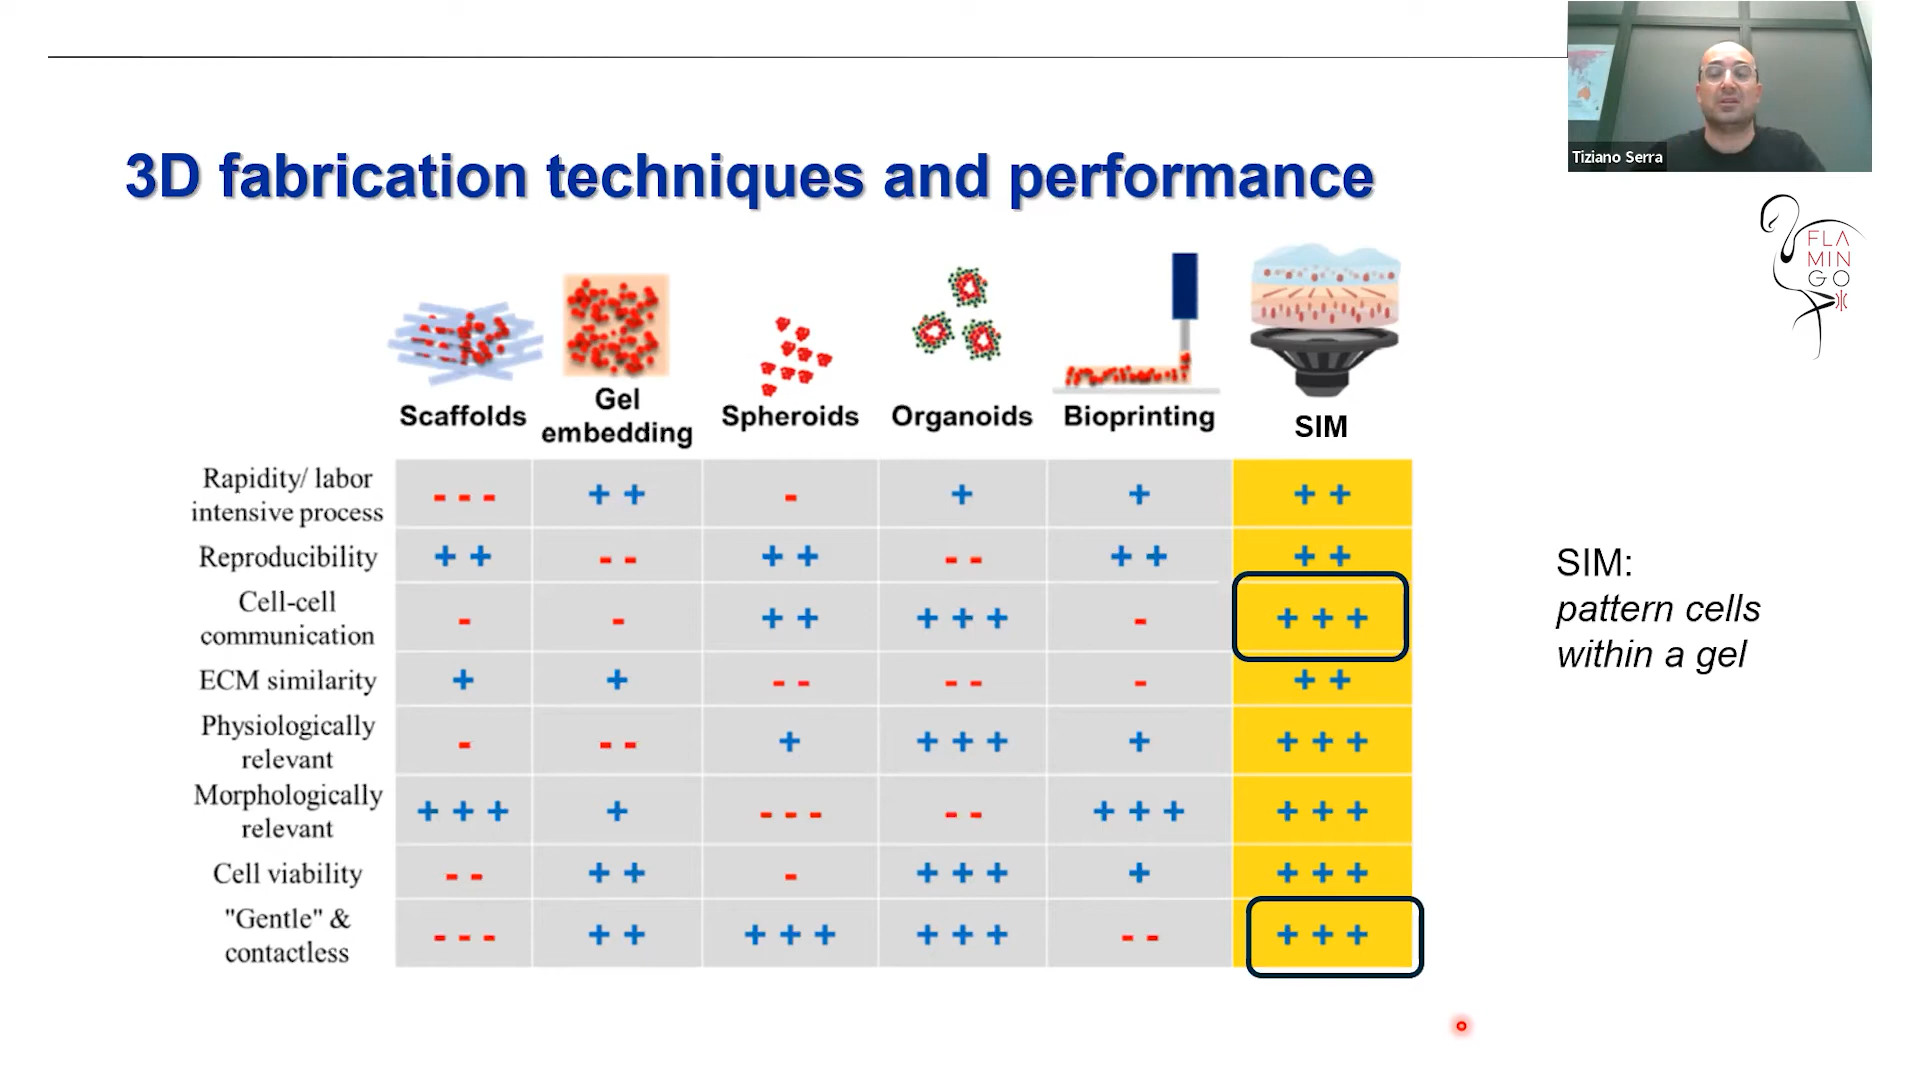 Tiziano Serra
3D fabrication techniques and performance
FLA
MIN
GO
Scaffolds
Gel
embedding
Spheroids
Organoids
Bioprinting
SIM
Rapidity/ labor
intensive process
- - -
+ +
-
+
+
+ +
Reproducibility
+ +
- -
+ +
- -
+ +
+ +
Cell-cell
communication
-
-
+ +
+ + +
-
+ + +
ECM similarity
+
+
- -
- -
-
+ +
Physiologically
relevant
-
- -
+
+ + +
+
+ + +
Morphologically
relevant
+ + +
+
- - -
- -
+ + +
+ + +
Cell viability
- -
+ +
-
+ + +
+
+ + +
"Gentle" &
contactless
- - -
+ +
+ + +
+ + +
- -
+ + +
SIM:
pattern cells
within a gel